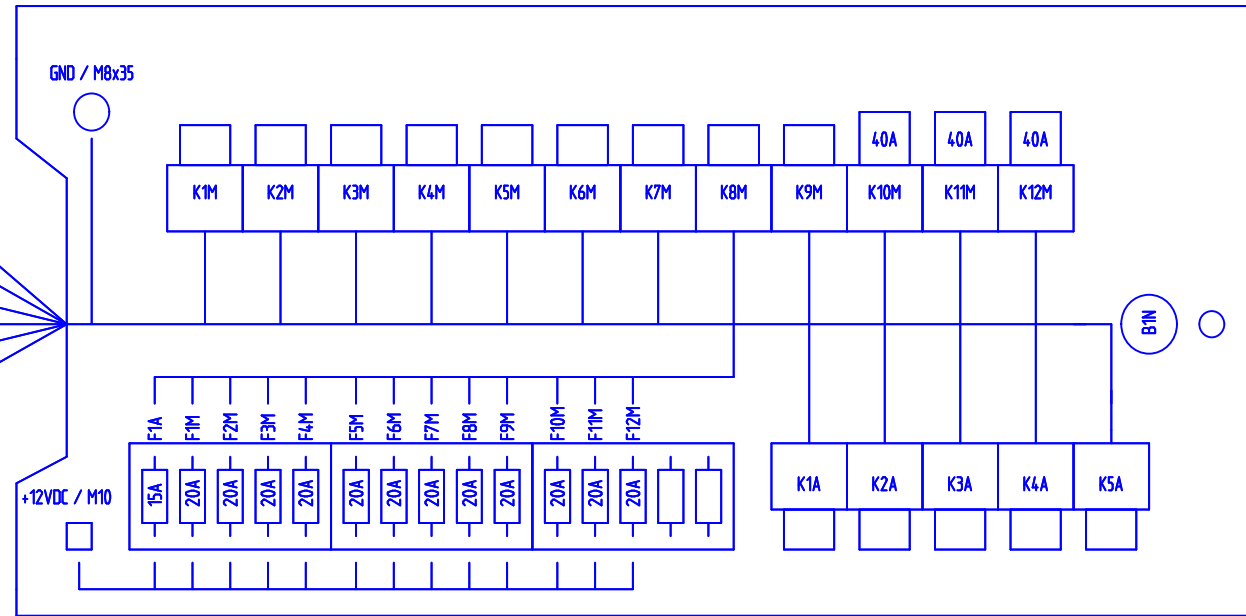 GND / M8x35
40A 40A 40A
K1M K2M K3M K4M K5M K6M K7M K8M K9M K10M K11M K12M
B1N
F1A F1M F2M F3M F4M F5M F6M F7M F8M F9M F10M F11M F12M
+12VDC / M10
15A 20A 20A 20A 20A 20A 20A 20A 20A 20A 20A 20A 20A
K1A K2A K3A K4A K5A